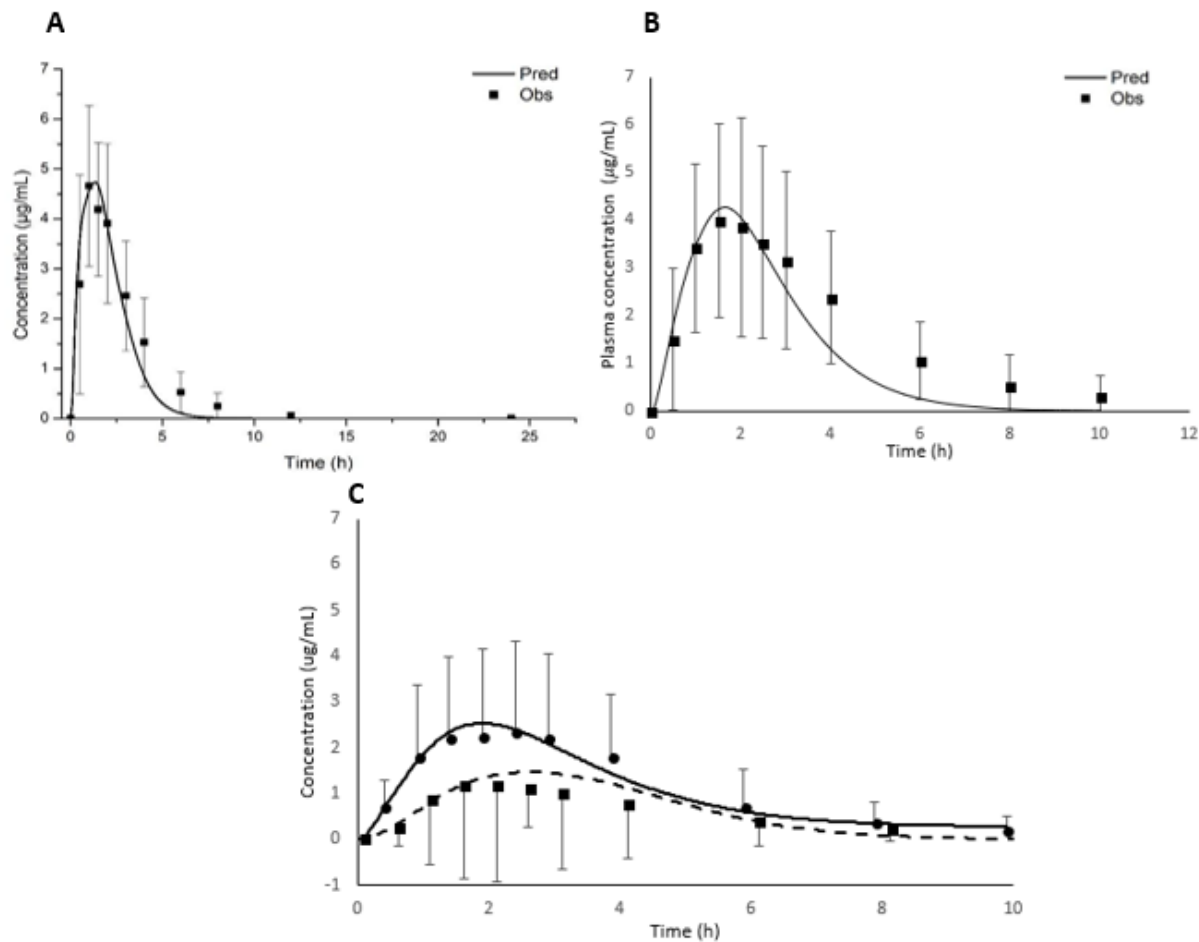 A
7
6
5
4
3
2
1
0
Concentration (µg/mL)
Pred
Obs
0 5 10 15 20 25
Time (h)
B
7
6
5
4
3
2
1
0
Plasma concentration (µg/mL)
Pred
Obs
0 2 4 6 8 10 12
Time (h)
C
7
6
5
4
3
2
1
0
-1
Concentration (ug/mL)
0 2 4 6 8 10
Time (h)